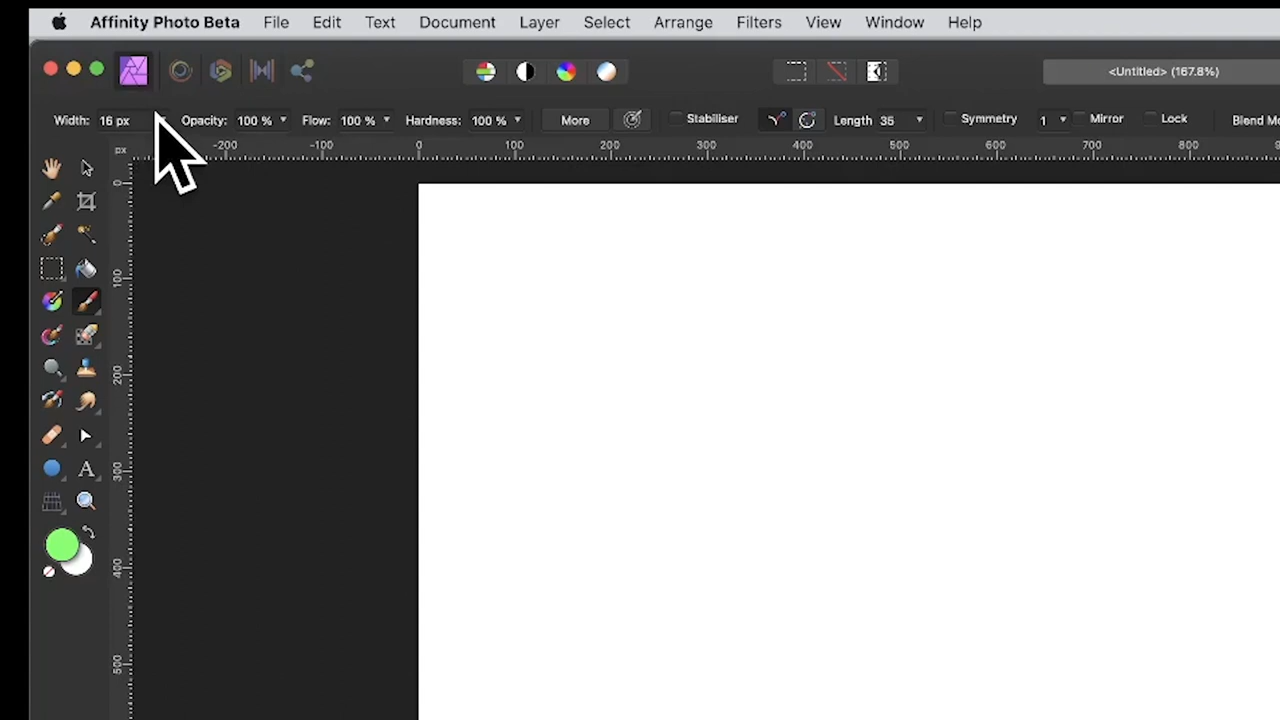 Affinity Photo Beta File Edit Text Document Layer Select Arrange Filters View Window Help
<Untitled> (167.8%)
Width: 16 px Opacity: 100 % Flow: 100 % Hardness: 100 % More Stabiliser Length 35 Symmetry 1 Mirror Lock Blend Mo
px -200 -100 0 100 200 300 400 500 600 700 800
0
100
200
300
400
500